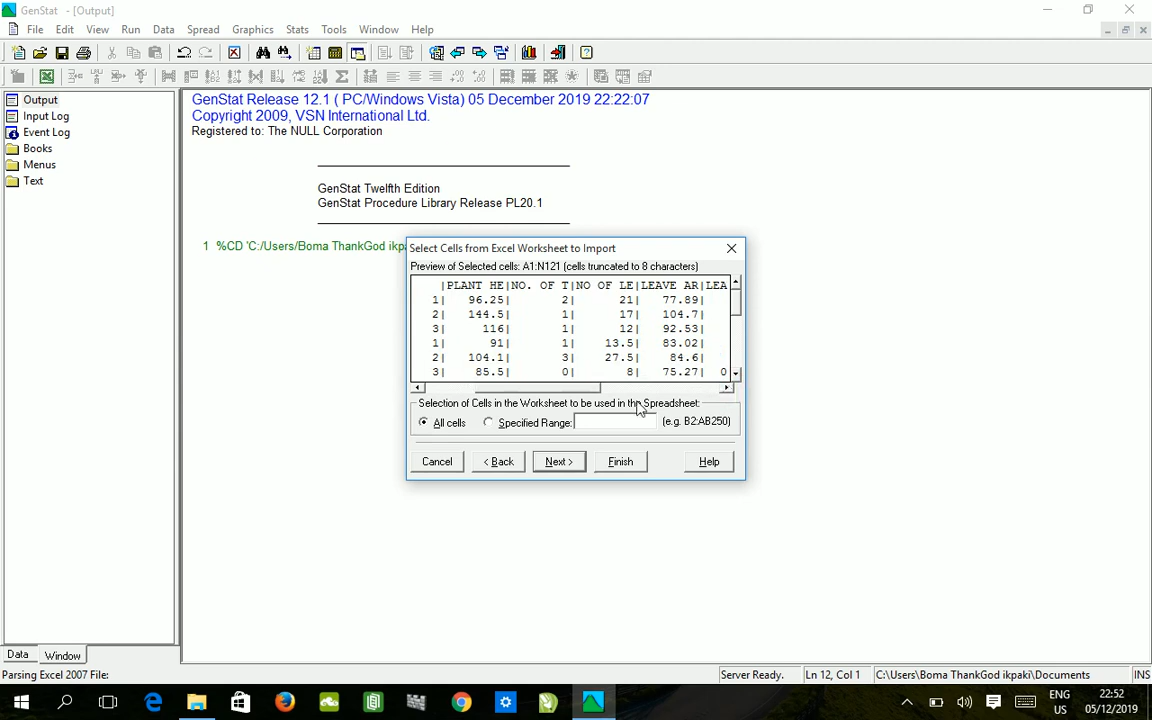 GenStat - [Output]
File Edit View Run Data Spread Graphics Stats Tools Window Help
Output
Input Log
Event Log
Books
Menus
Text
GenStat Release 12.1 ( PC/Windows Vista) 05 December 2019 22:22:07
Copyright 2009, VSN International Ltd.
Registered to: The NULL Corporation
GenStat Twelfth Edition
GenStat Procedure Library Release PL20.1
1 %CD 'C:/Users/Boma ThankGod ikpa
Select Cells from Excel Worksheet to Import
Preview of Selected cells: A1:N121 (cells truncated to 8 characters)
|PLANT HE|NO. OF T|NO OF LE|LEAVE AR|LEA
1| 96.25| 2| 21| 77.89|
2| 144.5| 1| 17| 104.7|
3| 116| 1| 12| 92.53|
1| 91| 1| 13.5| 83.02|
2| 104.1| 3| 27.5| 84.6|
3| 85.5| 0| 8| 75.27| 0
Selection of Cells in the Worksheet to be used in the Spreadsheet:
All cells Specified Range: (e.g. B2:AB250)
Cancel < Back Next > Finish Help
Data Window
Parsing Excel 2007 File: Server Ready. Ln 12, Col 1 C:\Users\Boma ThankGod ikpaki\Documents INS
ENG 22:52
US 05/12/2019